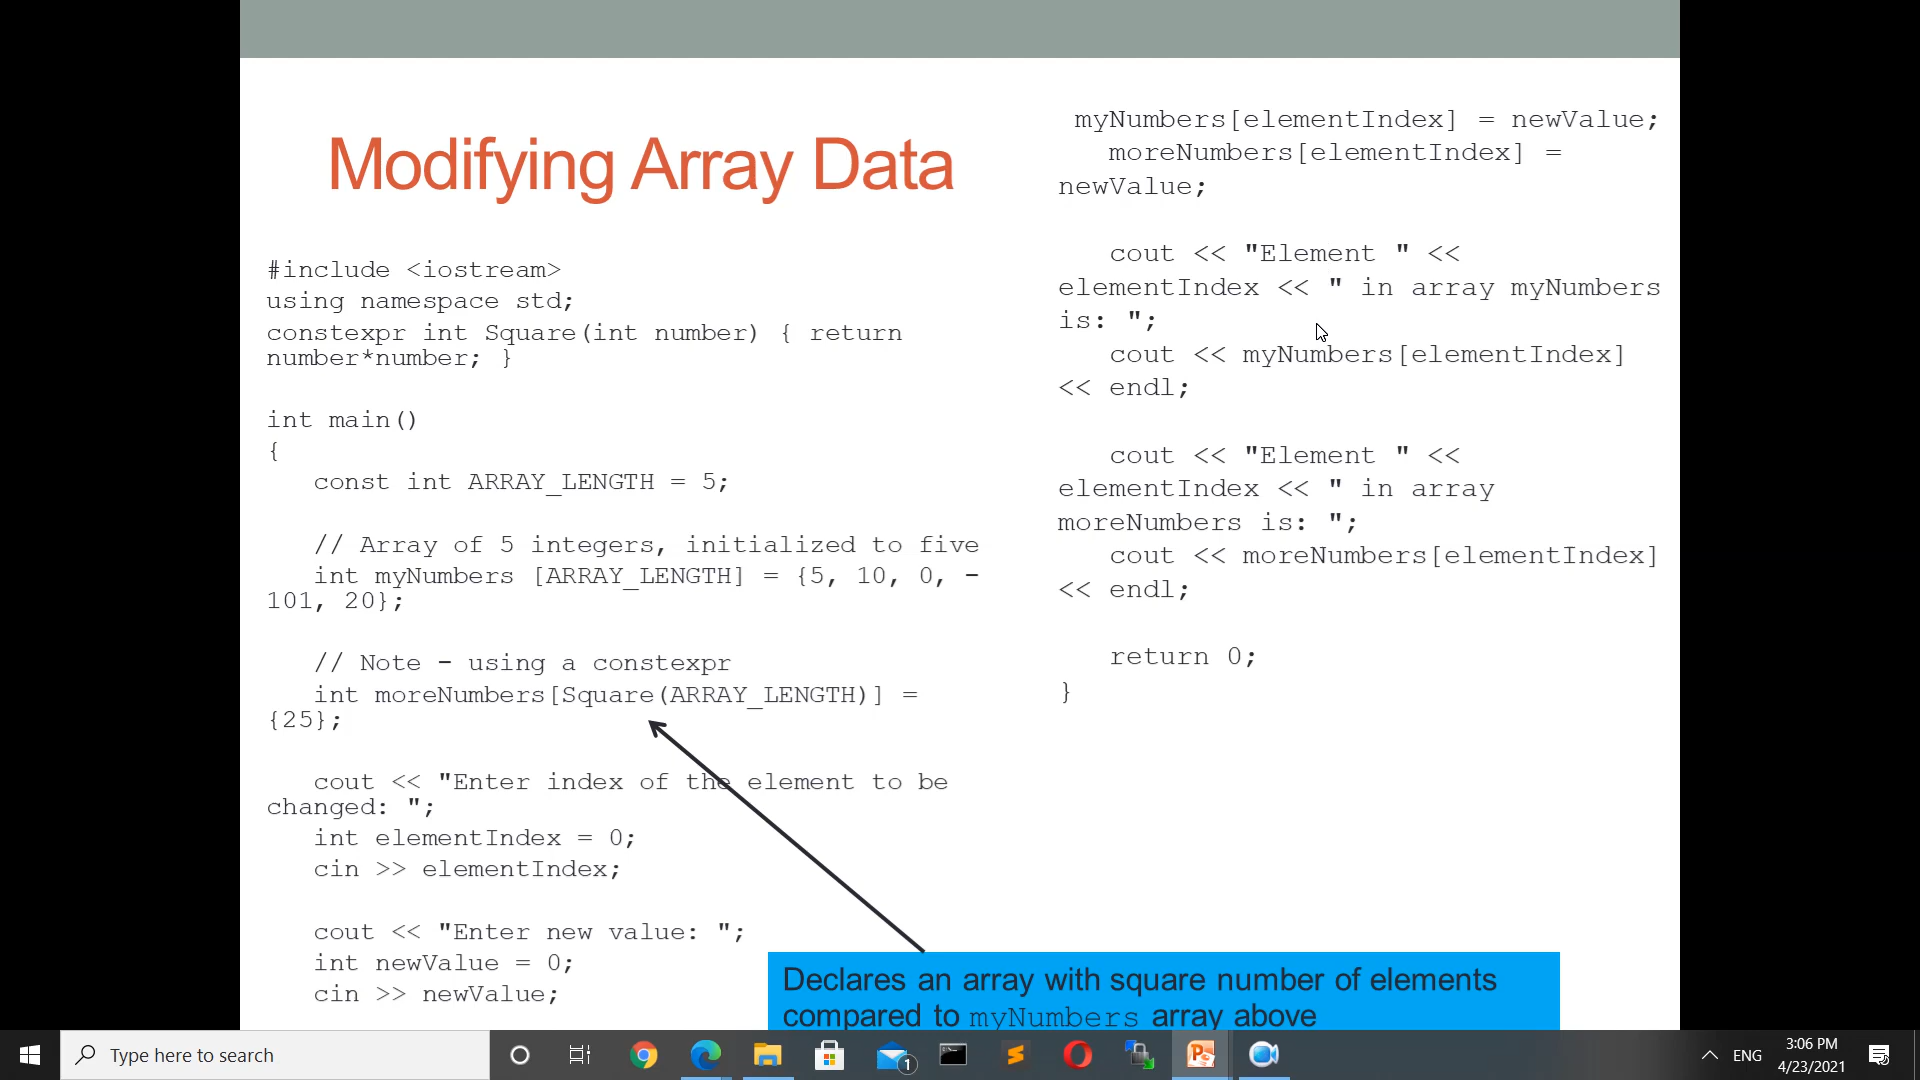 Modifying Array Data
#include <iostream>
using namespace std;
constexpr int Square(int number) { return
number*number; }
int main()
{
const int ARRAY_LENGTH = 5;
// Array of 5 integers, initialized to five
int myNumbers [ARRAY_LENGTH] = {5, 10, 0, -
101, 20};
// Note - using a constexpr
int moreNumbers[Square(ARRAY_LENGTH)] =
{25};
cout << "Enter index of the element to be
changed: ";
int elementIndex = 0;
cin >> elementIndex;
cout << "Enter new value: ";
int newValue = 0;
cin >> newValue;
myNumbers[elementIndex] = newValue;
moreNumbers[elementIndex] =
newValue;
cout << "Element " <<
elementIndex << " in array myNumbers
is: ";
cout << myNumbers[elementIndex]
<< endl;
cout << "Element " <<
elementIndex << " in array
moreNumbers is: ";
cout << moreNumbers[elementIndex]
<< endl;
return 0;
}
Declares an array with square number of elements
compared to myNumbers array above
Type here to search
1
ENG
3:06 PM
4/23/2021